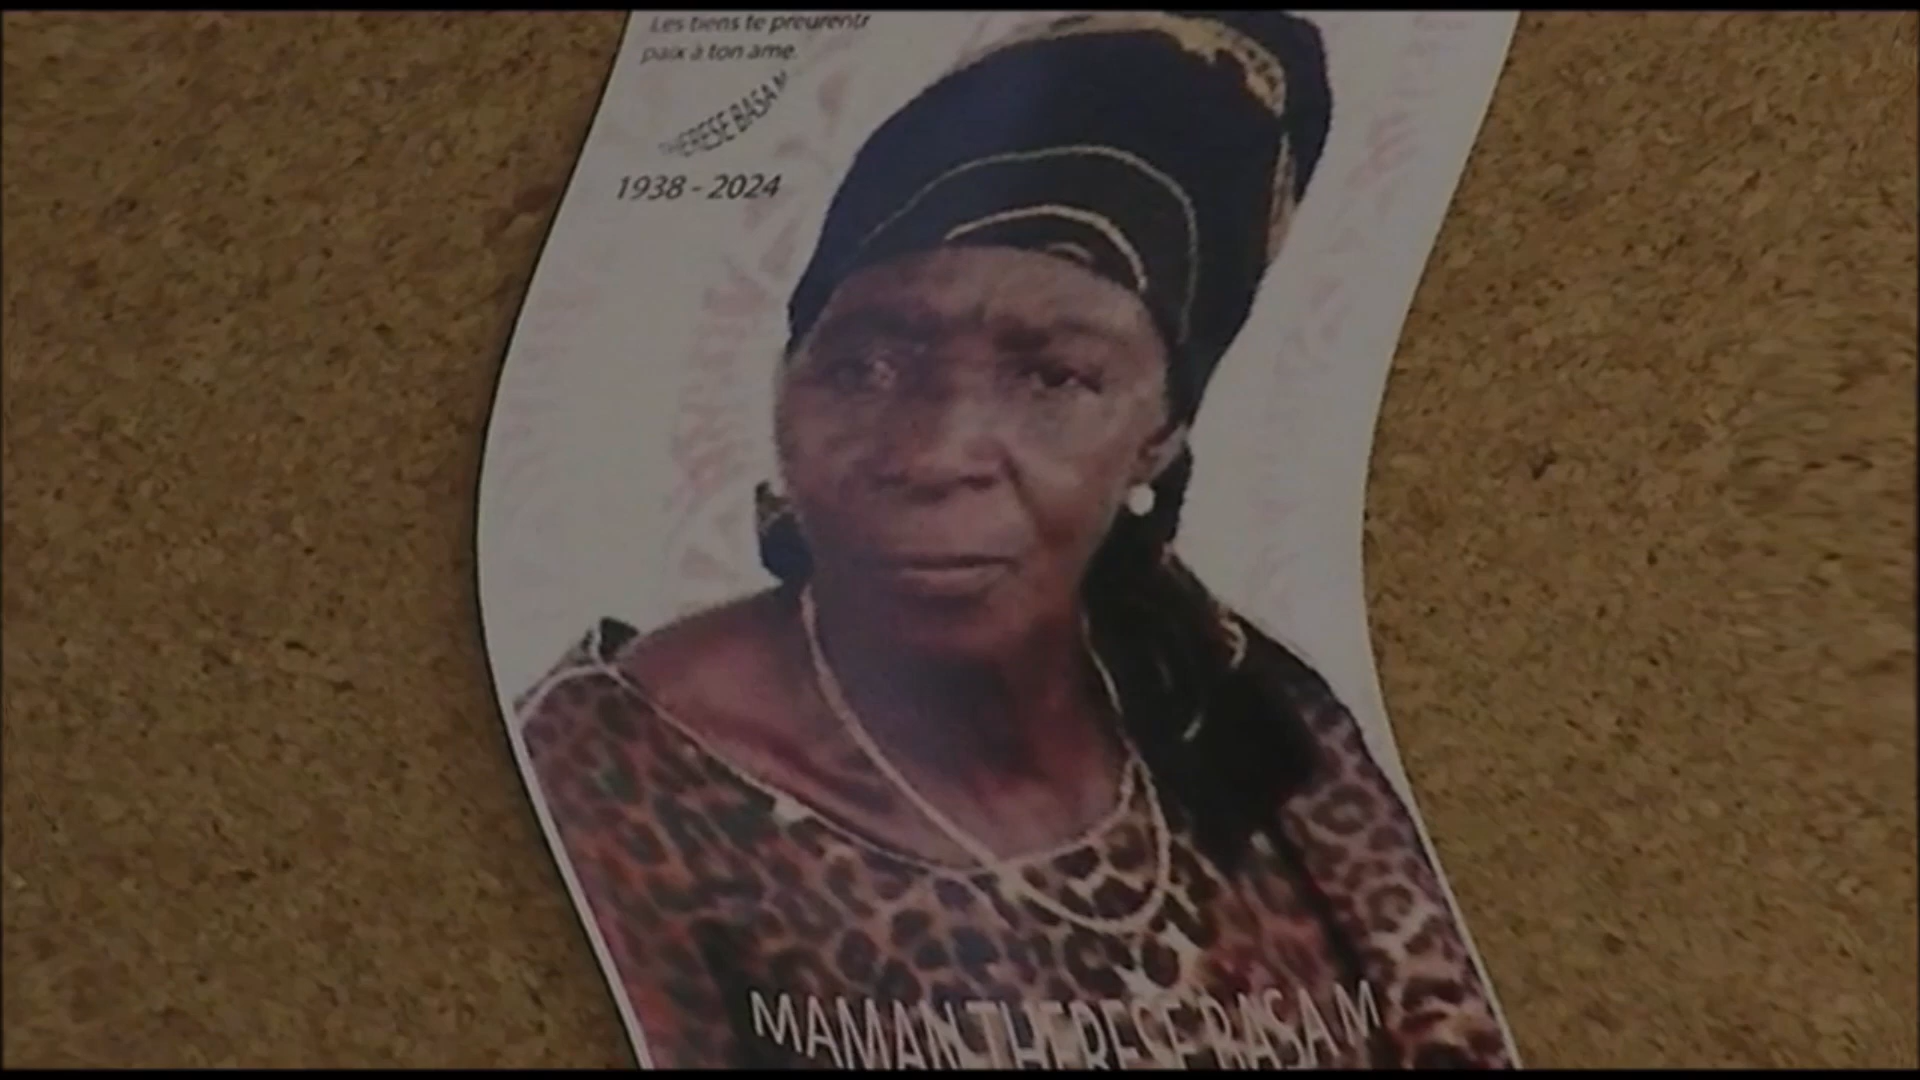 Les tiens te preurentr
paix à ton ame.
THERESE BASA M
1938 - 2024
MAMAN THERESE BASA M